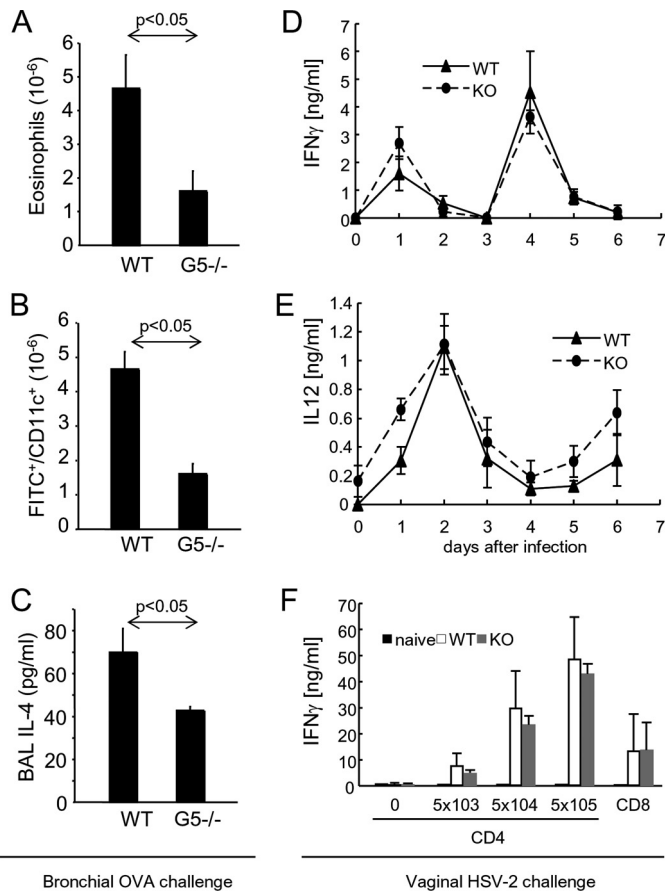 A
p<0.05
Eosinophils (10-6)
6
5
4
3
2
1
0
WT
G5-/-
B
p<0.05
FITC+/CD11c+ (10-6)
6
5
4
3
2
1
0
WT
G5-/-
C
p<0.05
BAL IL-4 (pg/ml)
80
60
40
20
0
WT
G5-/-
Bronchial OVA challenge
D
IFNγ [ng/ml]
7
6
5
4
3
2
1
0
WT
KO
0 1 2 3 4 5 6 7
E
IL12 [ng/ml]
1.4
1.2
1
0.8
0.6
0.4
0.2
0
WT
KO
0 1 2 3 4 5 6 7
days after infection
F
IFNγ [ng/ml]
70
60
50
40
30
20
10
0
naive WT KO
0 5x103 5x104 5x105 CD8
CD4
Vaginal HSV-2 challenge